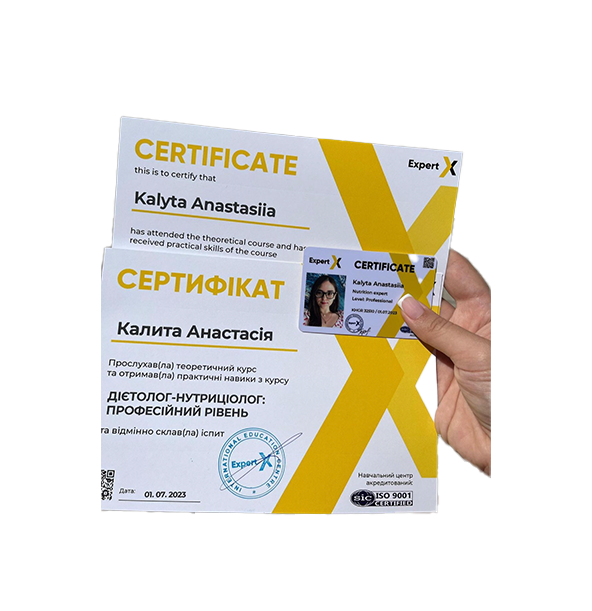 CERTIFICATE
Expert X
this is to certify that
Kalyta Anastasiia
has attended the theoretical course and
received practical skills of the course
Expert X
CERTIFICATE
Kalyta Anastasiia
Nutrition expert
Level: Professional
01.07.2023
СЕРТИФІКАТ
Калита Анастасія
Прослухав(ла) теоретичний курс
та отримав(ла) практичні навики з курсу
ДІЄТОЛОГ-НУТРИЦІОЛОГ:
ПРОФЕСІЙНИЙ РІВЕНЬ
та відмінно склав(ла) іспит
INTERNATIONAL EDUCATION CENTRE
Expert X
Дата: 01. 07. 2023
Навчальний центр
акредитований:
SIC ISO 9001
CERTIFIED